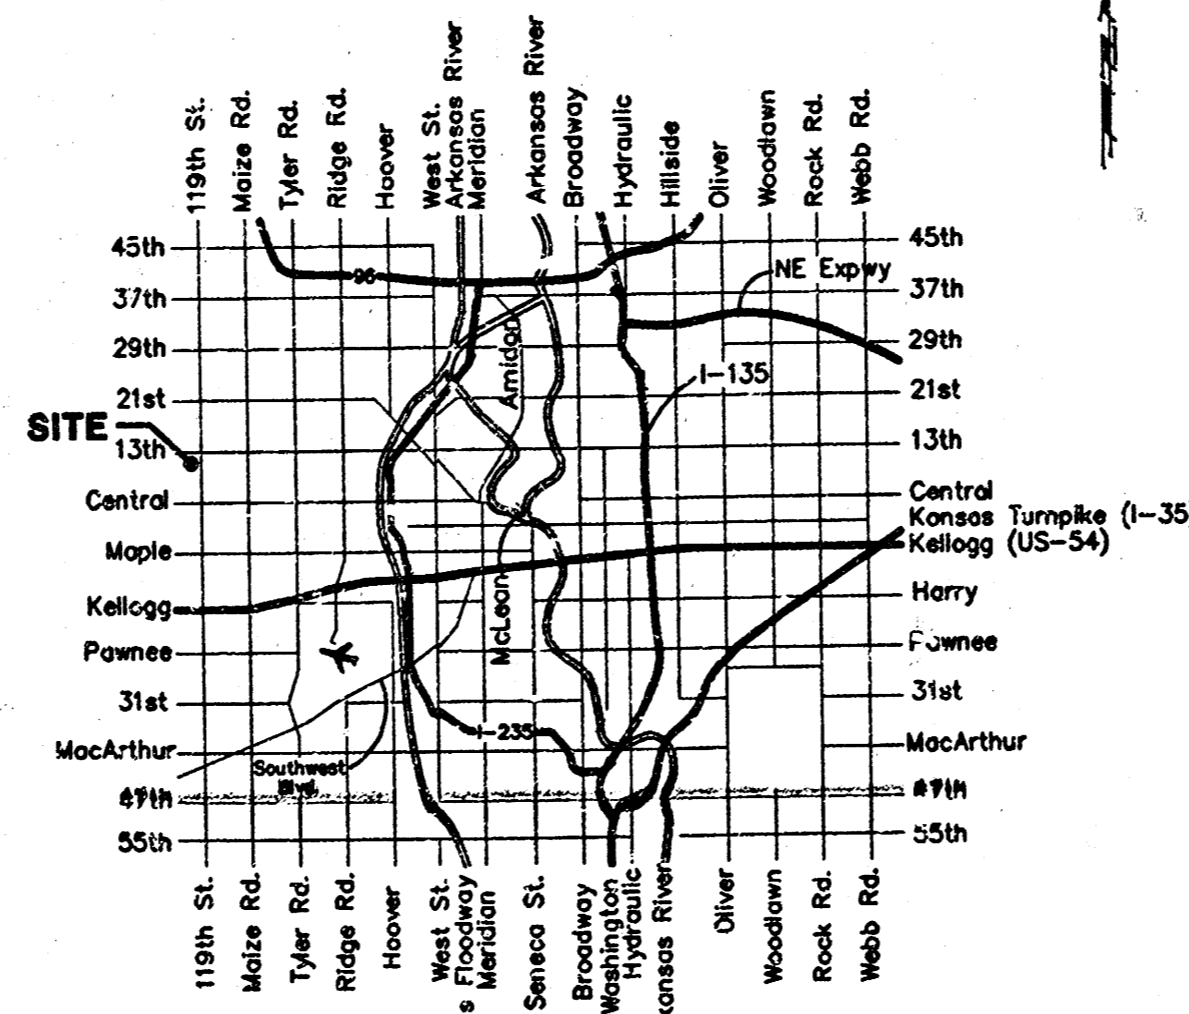 119th St.
Maize Rd.
Tyler Rd.
Ridge Rd.
Hoover
West St.
Arkansas River
Meridian
Arkansas River
Broadway
Hydraulic
Hillside
Oliver
Woodlawn
Rock Rd.
Webb Rd.
45th
45th
NE Expwy
96
37th
37th
Amidon
29th
29th
I-135
21st
21st
SITE
13th
13th
Central
Central
Kansas Turnpike (I-35
Maple
Kellogg (US-54)
McLean
Kellogg
Harry
Pawnee
Pawnee
31st
31st
I-235
MacArthur
MacArthur
Southwest
Blvd.
47th
47th
55th
55th
119th St.
Maize Rd.
Tyler Rd.
Ridge Rd.
Hoover
West St.
s Floodway
Meridian
Seneca St.
Broadway
Washington
Hydraulic
kansas River
Oliver
Woodlawn
Rock Rd.
Webb Rd.